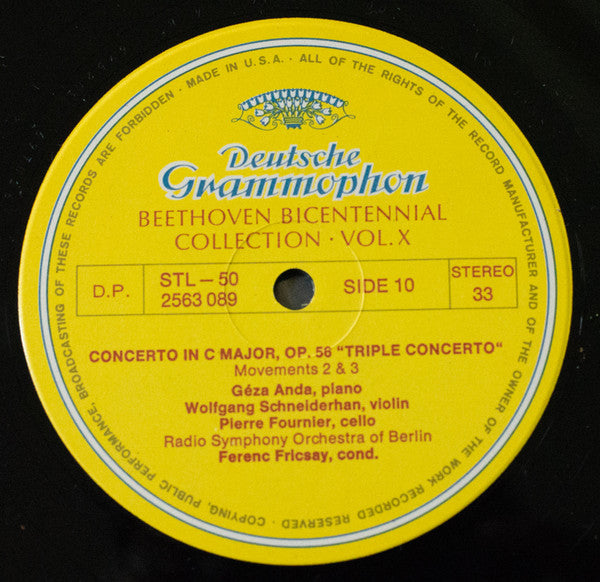 Deutsche
Grammophon
BEETHOVEN BICENTENNIAL
COLLECTION · VOL. X
D.P.
STL – 50
2563 089
SIDE 10
STEREO
33
CONCERTO IN C MAJOR, OP. 56 "TRIPLE CONCERTO"
Movements 2 & 3
Géza Anda, piano
Wolfgang Schneiderhan, violin
Pierre Fournier, cello
Radio Symphony Orchestra of Berlin
Ferenc Fricsay, cond.
MADE IN U.S.A. · ALL OF THE RIGHTS OF THE RECORD MANUFACTURER AND OF THE OWNER OF THE WORK RECORDED RESERVED · COPYING, PUBLIC PERFORMANCE, BROADCASTING OF THESE RECORDS ARE FORBIDDEN ·